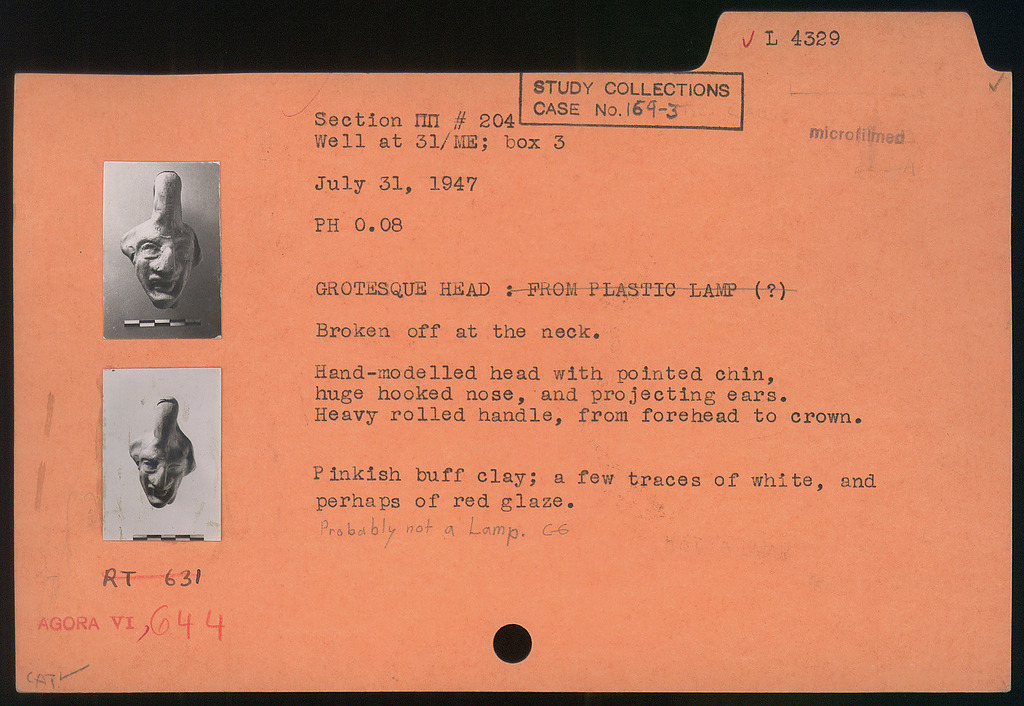 ✓ L 4329
STUDY COLLECTIONS
CASE No. 169-3
microfilmed
Section ΠΠ # 204
Well at 31/ME; box 3
July 31, 1947
PH 0.08
GROTESQUE HEAD : FROM PLASTIC LAMP (?)
Broken off at the neck.
Hand-modelled head with pointed chin,
huge hooked nose, and projecting ears.
Heavy rolled handle, from forehead to crown.
Pinkish buff clay; a few traces of white, and
perhaps of red glaze.
Probably not a Lamp. CG
RT 631
AGORA VI, 644
CAT ✓